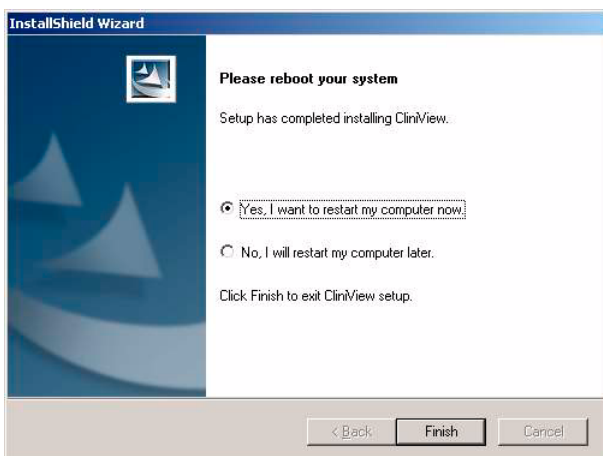 InstallShield Wizard
Please reboot your system
Setup has completed installing CliniView.
Yes, I want to restart my computer now.
No, I will restart my computer later.
Click Finish to exit CliniView setup.
< Back
Finish
Cancel